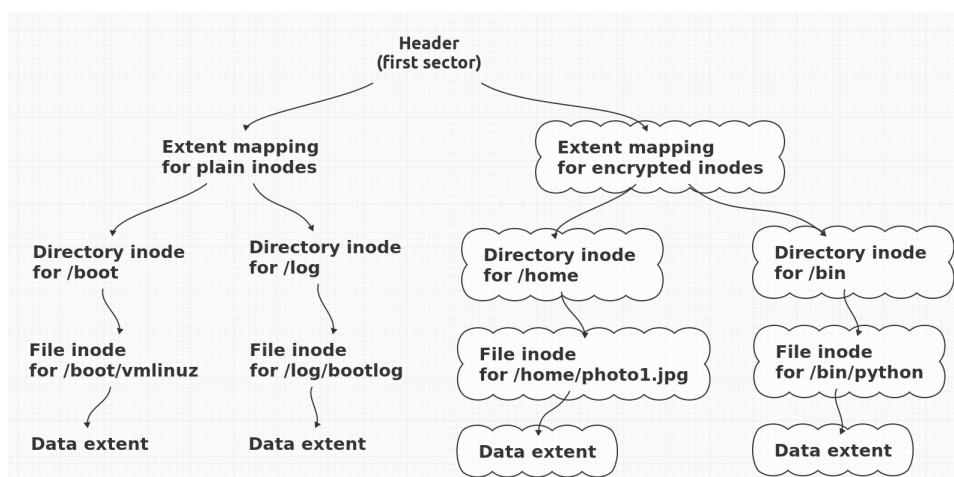 Header
(first sector)
Extent mapping
for plain inodes
Extent mapping
for encrypted inodes
Directory inode
for /boot
Directory inode
for /log
Directory inode
for /home
Directory inode
for /bin
File inode
for /boot/vmlinuz
File inode
for /log/bootlog
File inode
for /home/photo1.jpg
File inode
for /bin/python
Data extent
Data extent
Data extent
Data extent